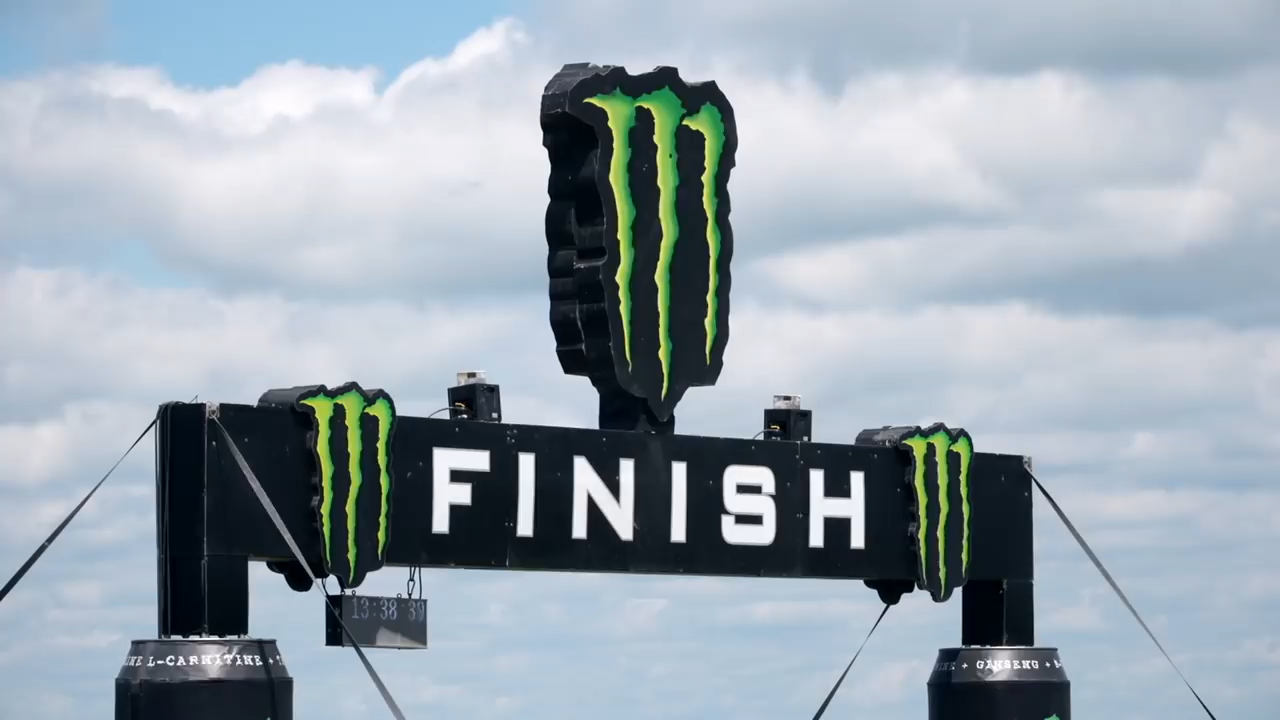 FINISH
13:38 39
L-CARNITINE +
+ GINSENG +